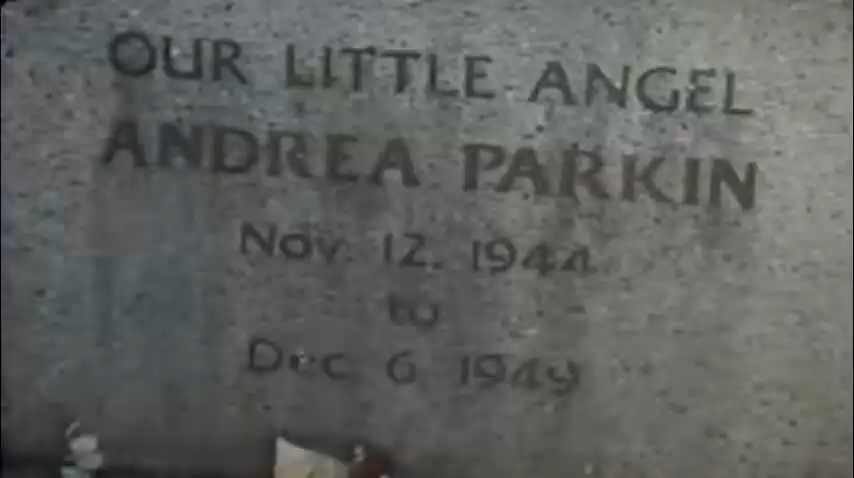 OUR LITTLE ANGEL
ANDREA PARKIN
Nov. 12. 1944
to
Dec 6 1949